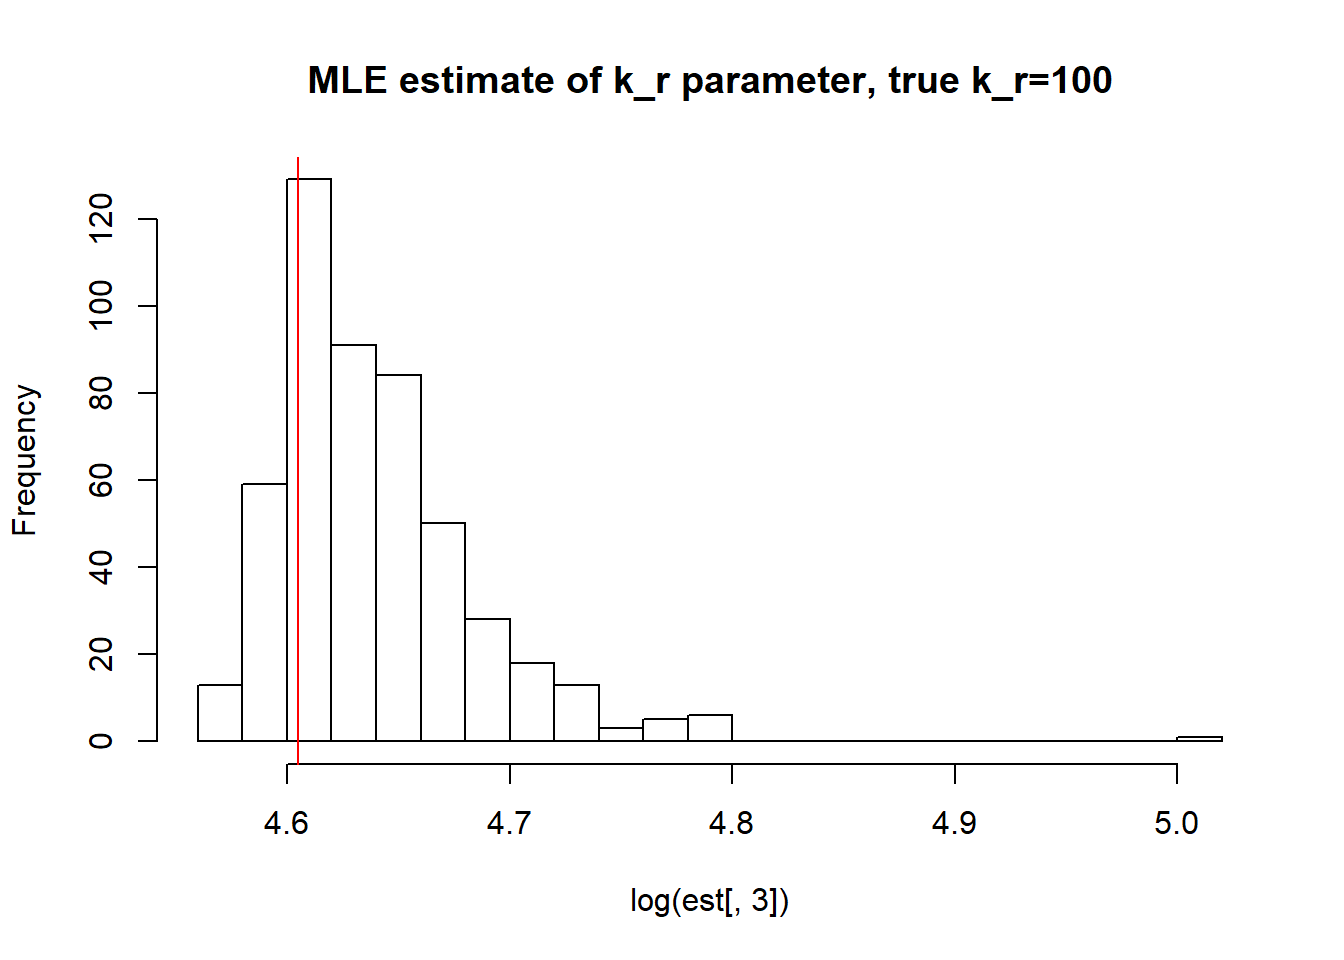 MLE estimate of k_r parameter, true k_r=100
Frequency
120
100
80
60
40
20
0
4.6 4.7 4.8 4.9 5.0
log(est[, 3])